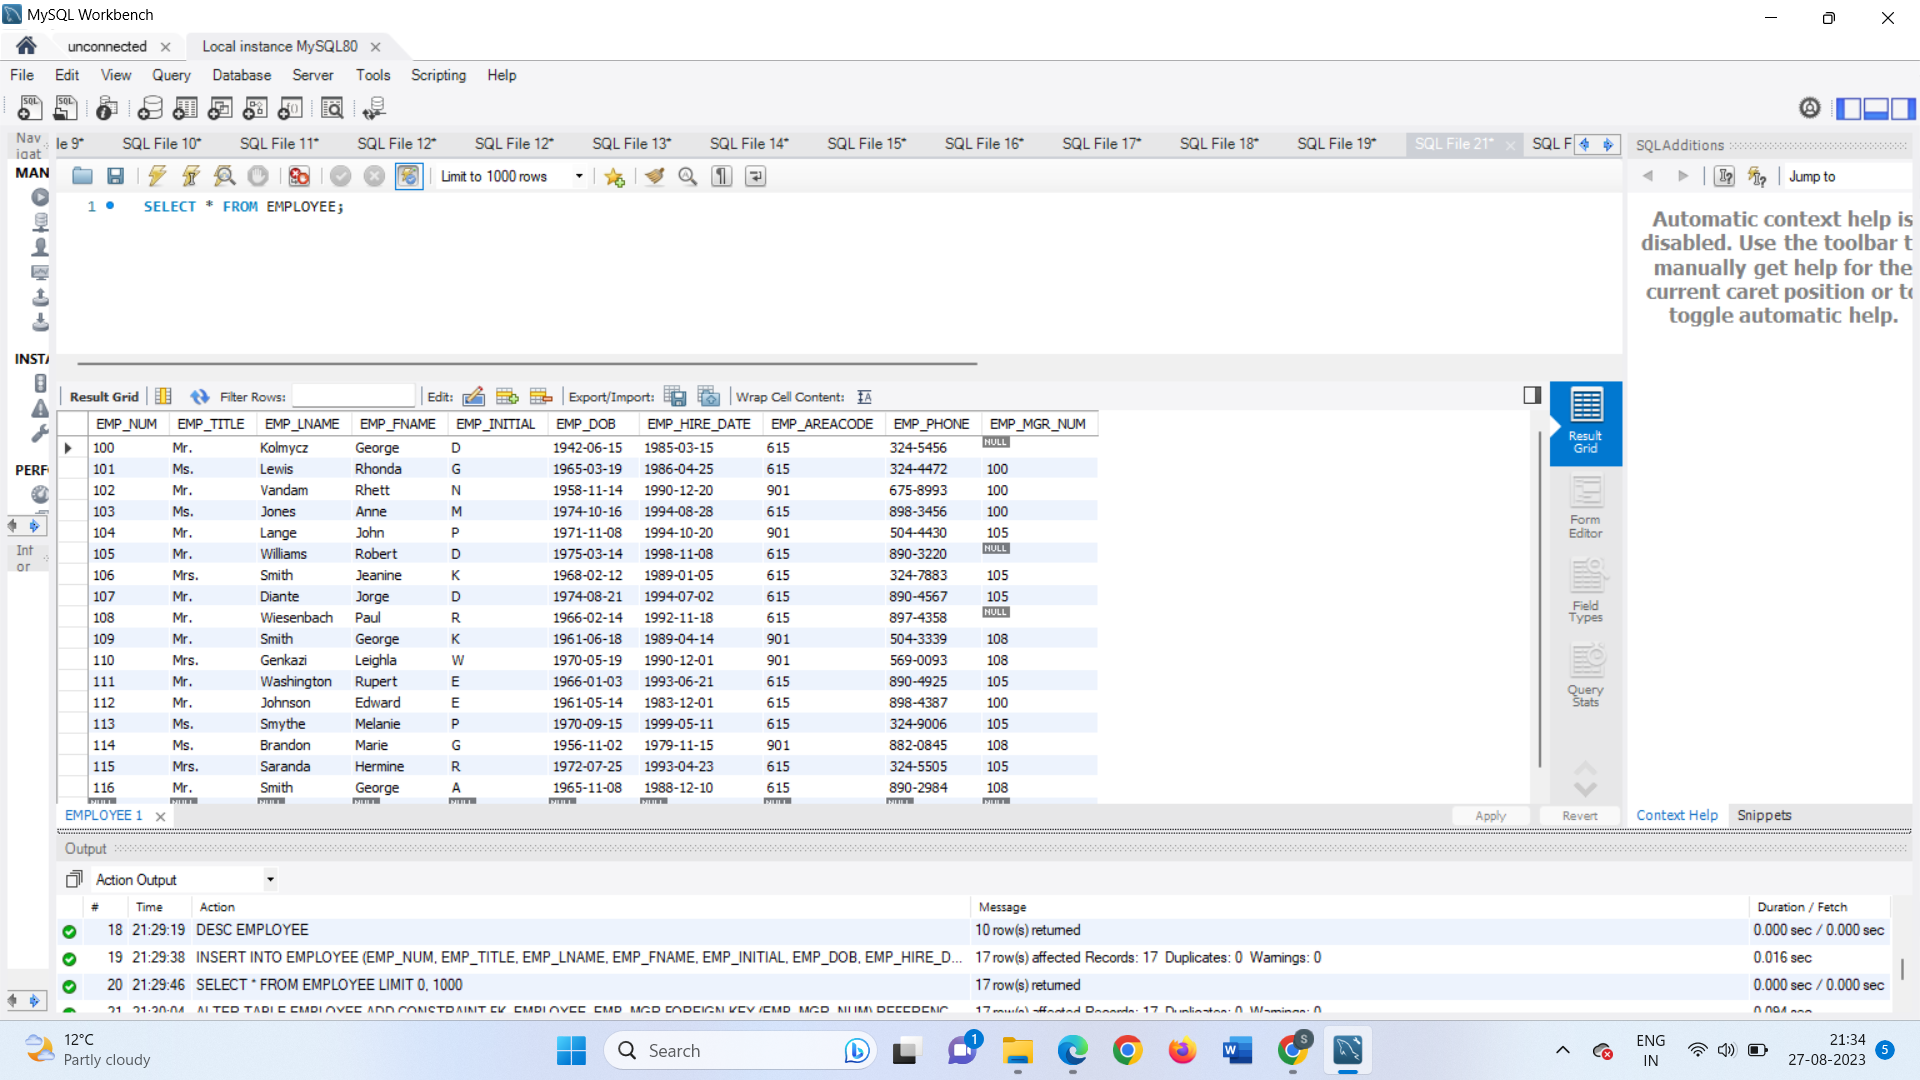 MySQL Workbench
unconnected
Local instance MySQL80
File Edit View Query Database Server Tools Scripting Help
Nav
igat
le 9* SQL File 10* SQL File 11* SQL File 12* SQL File 12* SQL File 13* SQL File 14* SQL File 15* SQL File 16* SQL File 17* SQL File 18* SQL File 19* SQL File 21* SQL F
SQLAdditions
MAN
Limit to 1000 rows
Jump to
1 SELECT * FROM EMPLOYEE;
Automatic context help is
disabled. Use the toolbar t
manually get help for the
current caret position or to
toggle automatic help.
INSTA
PERF
Inf
or
Result Grid Filter Rows: Edit: Export/Import: Wrap Cell Content:
EMP_NUM EMP_TITLE EMP_LNAME EMP_FNAME EMP_INITIAL EMP_DOB EMP_HIRE_DATE EMP_AREACODE EMP_PHONE EMP_MGR_NUM
100 Mr. Kolmycz George D 1942-06-15 1985-03-15 615 324-5456 NULL
101 Ms. Lewis Rhonda G 1965-03-19 1986-04-25 615 324-4472 100
102 Mr. Vandam Rhett N 1958-11-14 1990-12-20 901 675-8993 100
103 Ms. Jones Anne M 1974-10-16 1994-08-28 615 898-3456 100
104 Mr. Lange John P 1971-11-08 1994-10-20 901 504-4430 105
105 Mr. Williams Robert D 1975-03-14 1998-11-08 615 890-3220 NULL
106 Mrs. Smith Jeanine K 1968-02-12 1989-01-05 615 324-7883 105
107 Mr. Diante Jorge D 1974-08-21 1994-07-02 615 890-4567 105
108 Mr. Wiesenbach Paul R 1966-02-14 1992-11-18 615 897-4358 NULL
109 Mr. Smith George K 1961-06-18 1989-04-14 901 504-3339 108
110 Mrs. Genkazi Leighla W 1970-05-19 1990-12-01 901 569-0093 108
111 Mr. Washington Rupert E 1966-01-03 1993-06-21 615 890-4925 105
112 Mr. Johnson Edward E 1961-05-14 1983-12-01 615 898-4387 100
113 Ms. Smythe Melanie P 1970-09-15 1999-05-11 615 324-9006 105
114 Ms. Brandon Marie G 1956-11-02 1979-11-15 901 882-0845 108
115 Mrs. Saranda Hermine R 1972-07-25 1993-04-23 615 324-5505 105
116 Mr. Smith George A 1965-11-08 1988-12-10 615 890-2984 108
NULL NULL NULL NULL NULL NULL NULL NULL NULL NULL
Result
Grid
Form
Editor
Field
Types
Query
Stats
EMPLOYEE 1
Apply Revert
Context Help Snippets
Output
Action Output
# Time Action Message Duration / Fetch
18 21:29:19 DESC EMPLOYEE 10 row(s) returned 0.000 sec / 0.000 sec
19 21:29:38 INSERT INTO EMPLOYEE (EMP_NUM, EMP_TITLE, EMP_LNAME, EMP_FNAME, EMP_INITIAL, EMP_DOB, EMP_HIRE_D... 17 row(s) affected Records: 17 Duplicates: 0 Warnings: 0 0.016 sec
20 21:29:46 SELECT * FROM EMPLOYEE LIMIT 0, 1000 17 row(s) returned 0.000 sec / 0.000 sec
21 21:30:04 ALTER TABLE EMPLOYEE ADD CONSTRAINT FK_EMPLOYEE_EMP_MGR FOREIGN KEY (EMP_MGR_NUM) REFERENC... 17 row(s) affected Records: 17 Duplicates: 0 Warnings: 0 0.094 sec
12°C
Partly cloudy
Search
1
S
ENG
IN
21:34
27-08-2023
5